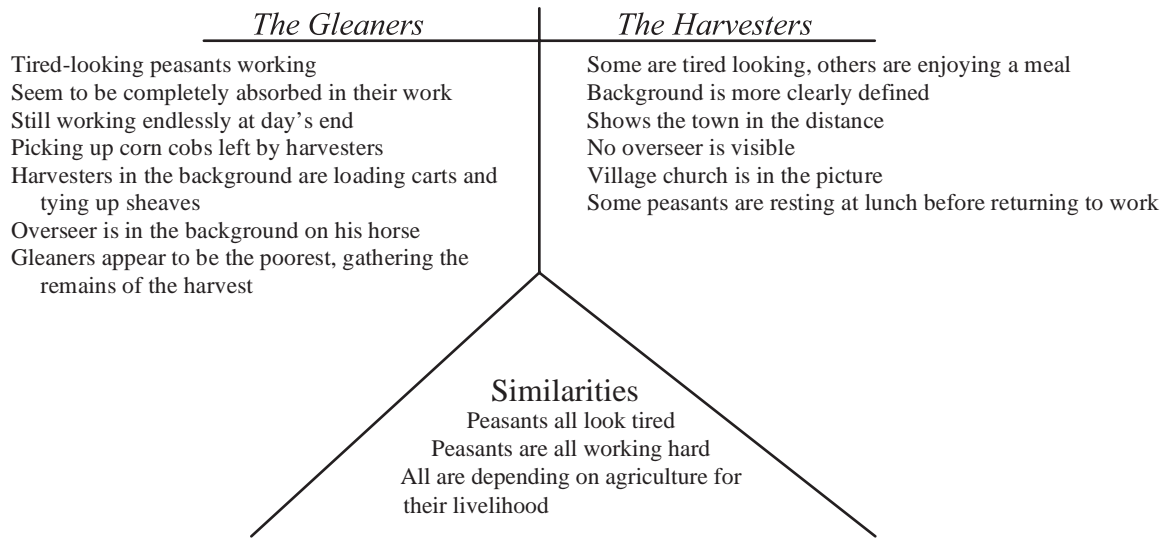 The Gleaners
Tired-looking peasants working
Seem to be completely absorbed in their work
Still working endlessly at day's end
Picking up corn cobs left by harvesters
Harvesters in the background are loading carts and
tying up sheaves
Overseer is in the background on his horse
Gleaners appear to be the poorest, gathering the
remains of the harvest
The Harvesters
Some are tired looking, others are enjoying a meal
Background is more clearly defined
Shows the town in the distance
No overseer is visible
Village church is in the picture
Some peasants are resting at lunch before returning to work
Similarities
Peasants all look tired
Peasants are all working hard
All are depending on agriculture for
their livelihood